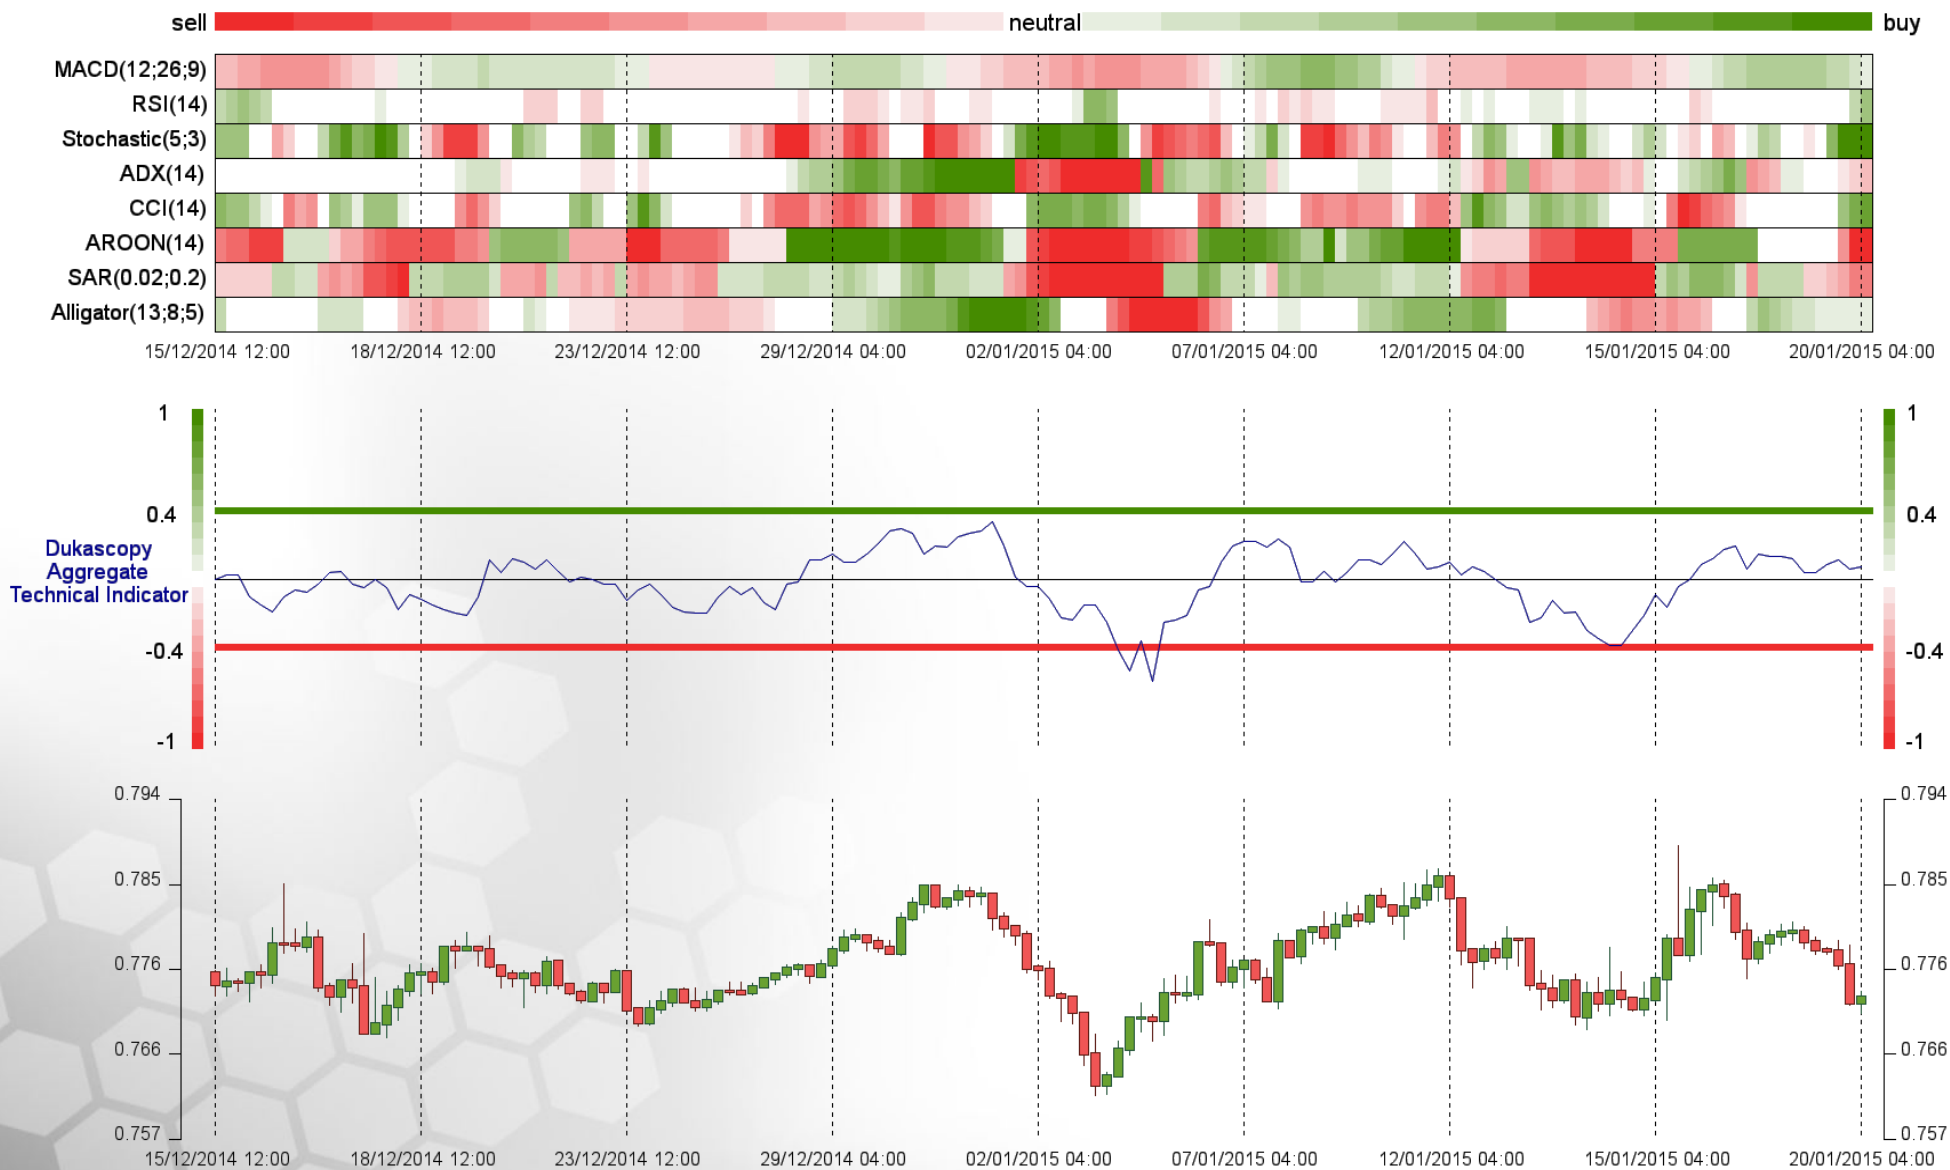 sell neutral buy
MACD(12;26;9)
RSI(14)
Stochastic(5;3)
ADX(14)
CCI(14)
AROON(14)
SAR(0.02;0.2)
Alligator(13;8;5)
15/12/2014 12:00 18/12/2014 12:00 23/12/2014 12:00 29/12/2014 04:00 02/01/2015 04:00 07/01/2015 04:00 12/01/2015 04:00 15/01/2015 04:00 20/01/2015 04:00
1 1
0.4 0.4
Dukascopy
Aggregate
Technical Indicator
-0.4 -0.4
-1 -1
0.794 0.794
0.785 0.785
0.776 0.776
0.766 0.766
0.757 0.757
15/12/2014 12:00 18/12/2014 12:00 23/12/2014 12:00 29/12/2014 04:00 02/01/2015 04:00 07/01/2015 04:00 12/01/2015 04:00 15/01/2015 04:00 20/01/2015 04:00